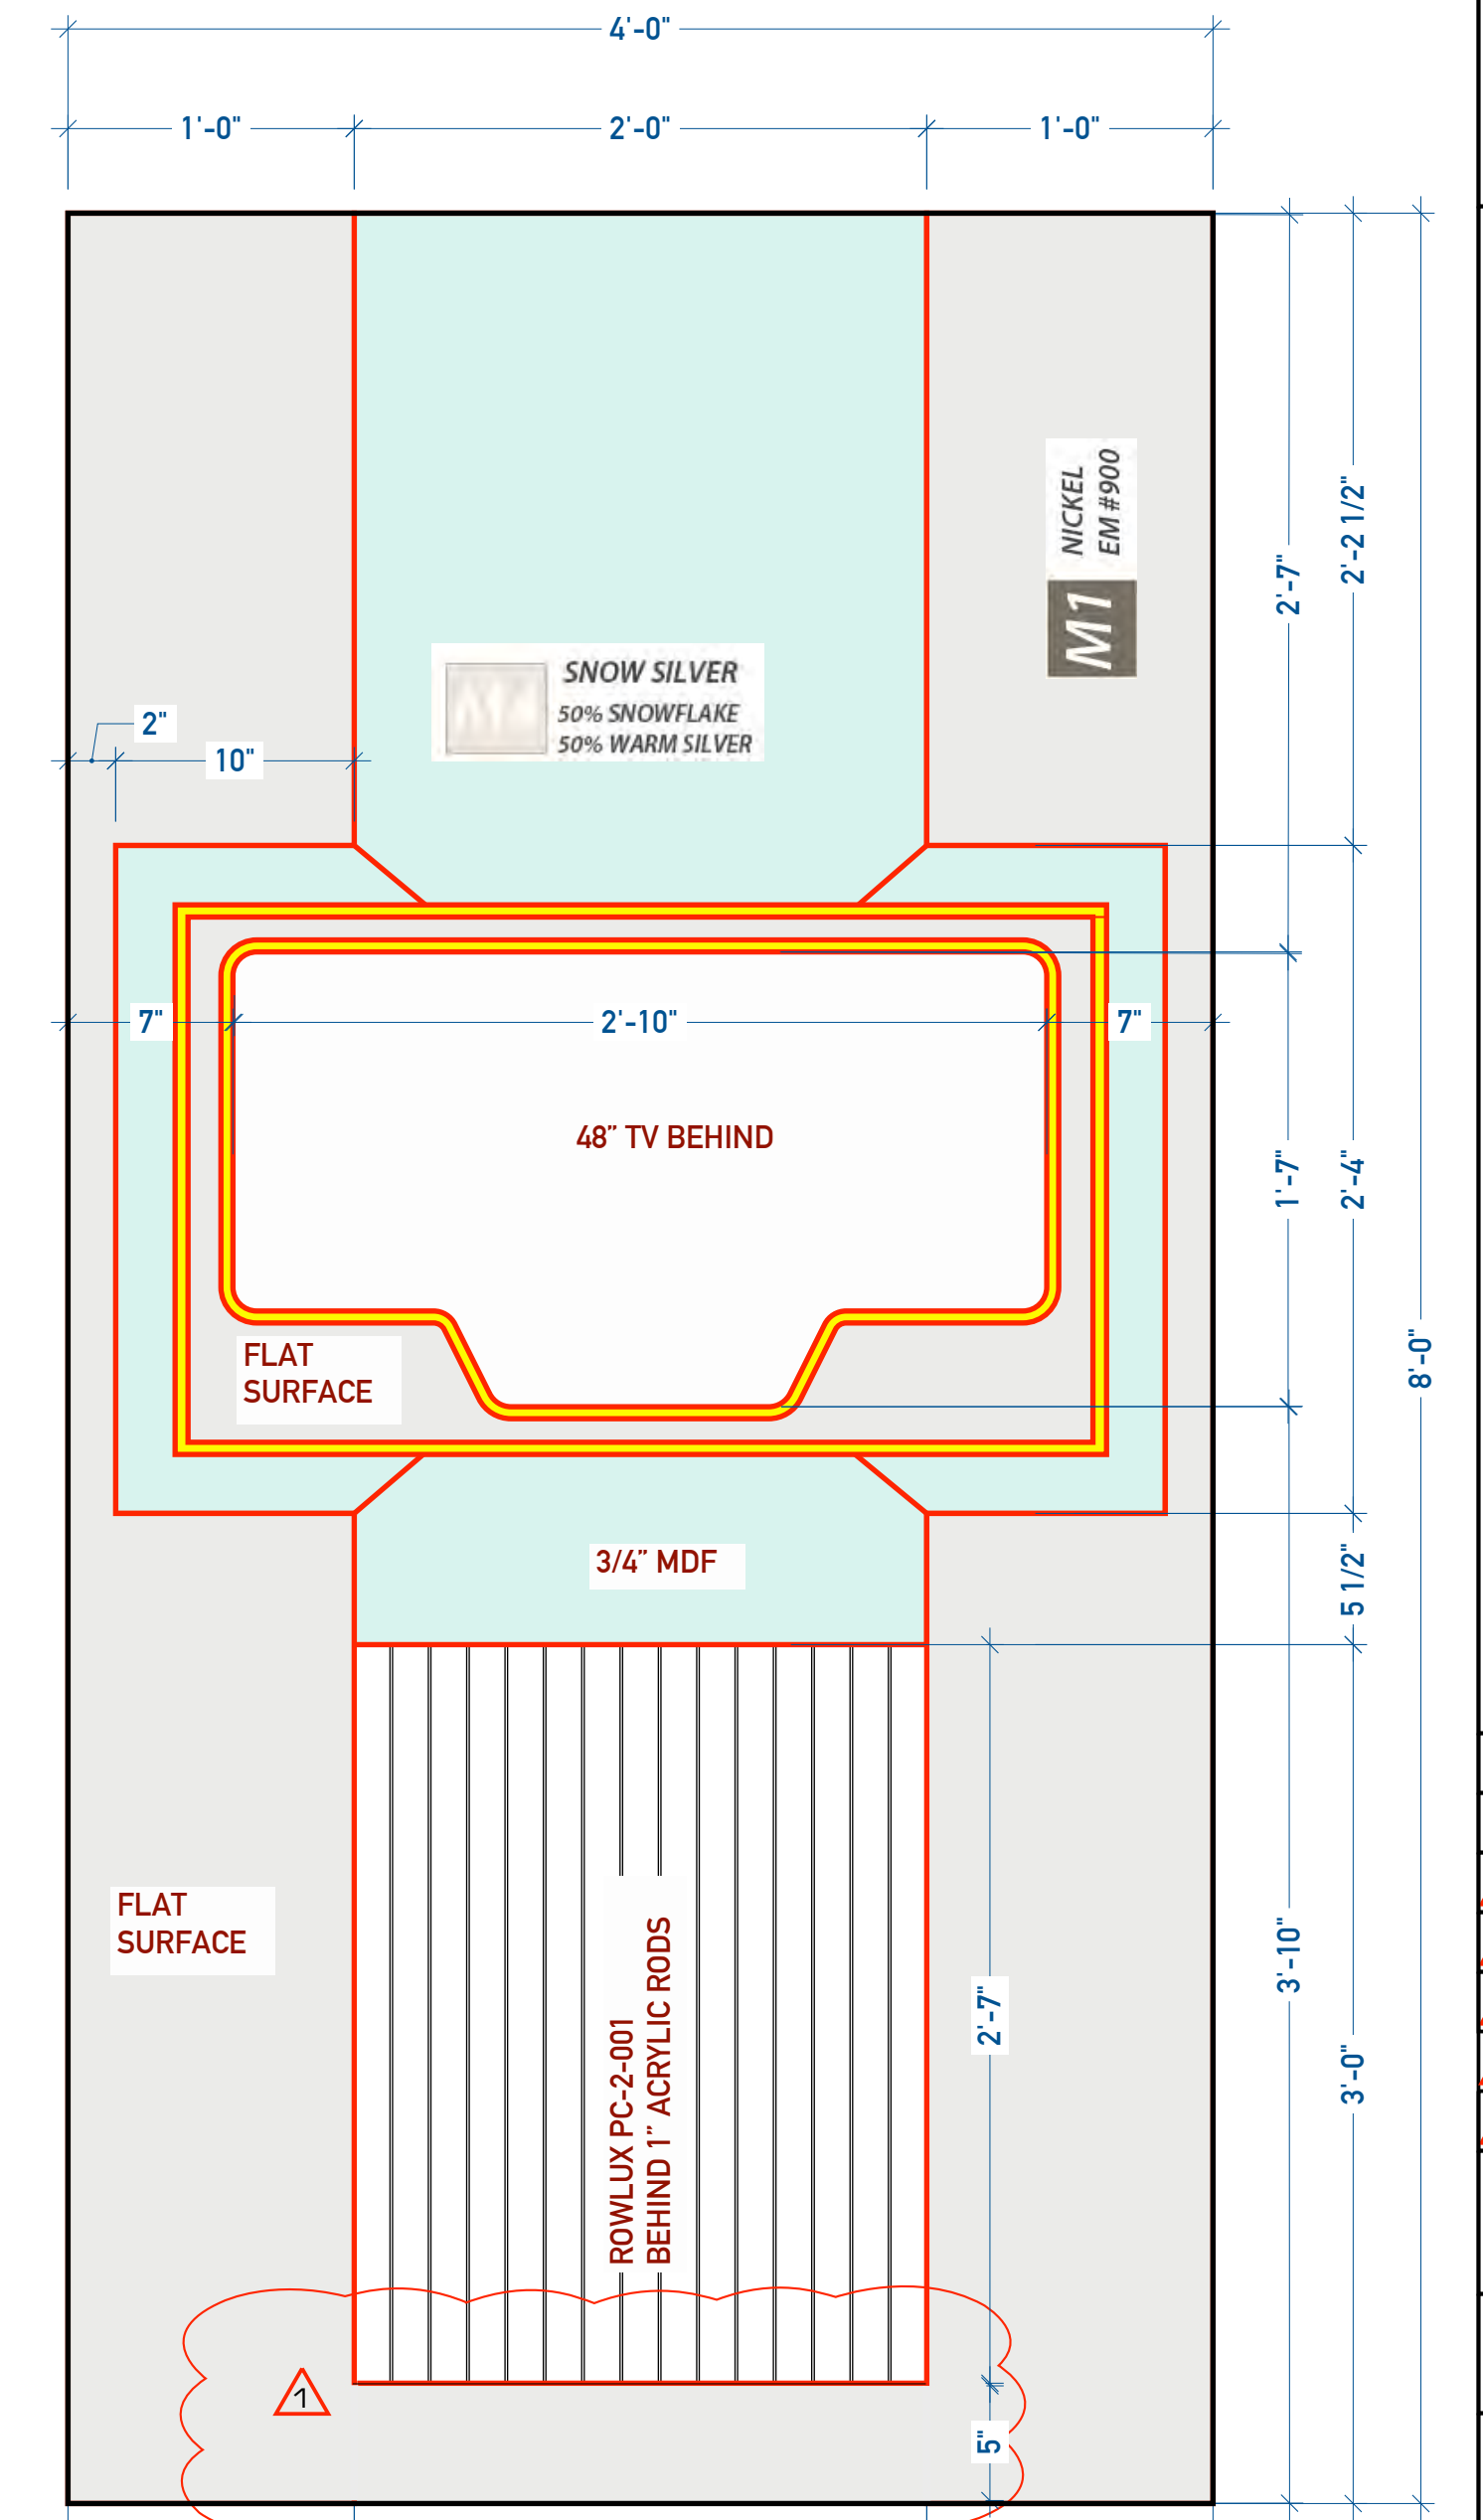 4'-0"
1'-0"
2'-0"
1'-0"
NICKEL
EM#900
M1
2'-7"
2'-2 1/2"
SNOW SILVER
50% SNOWFLAKE
50% WARM SILVER
2"
10"
7"
2'-10"
7"
48” TV BEHIND
1'-7"
2'-4"
8'-0"
FLAT
SURFACE
3/4” MDF
5 1/2"
FLAT
SURFACE
ROWLUX PC-2-001
BEHIND 1” ACRYLIC RODS
2'-7"
3'-10"
3'-0"
1
5"